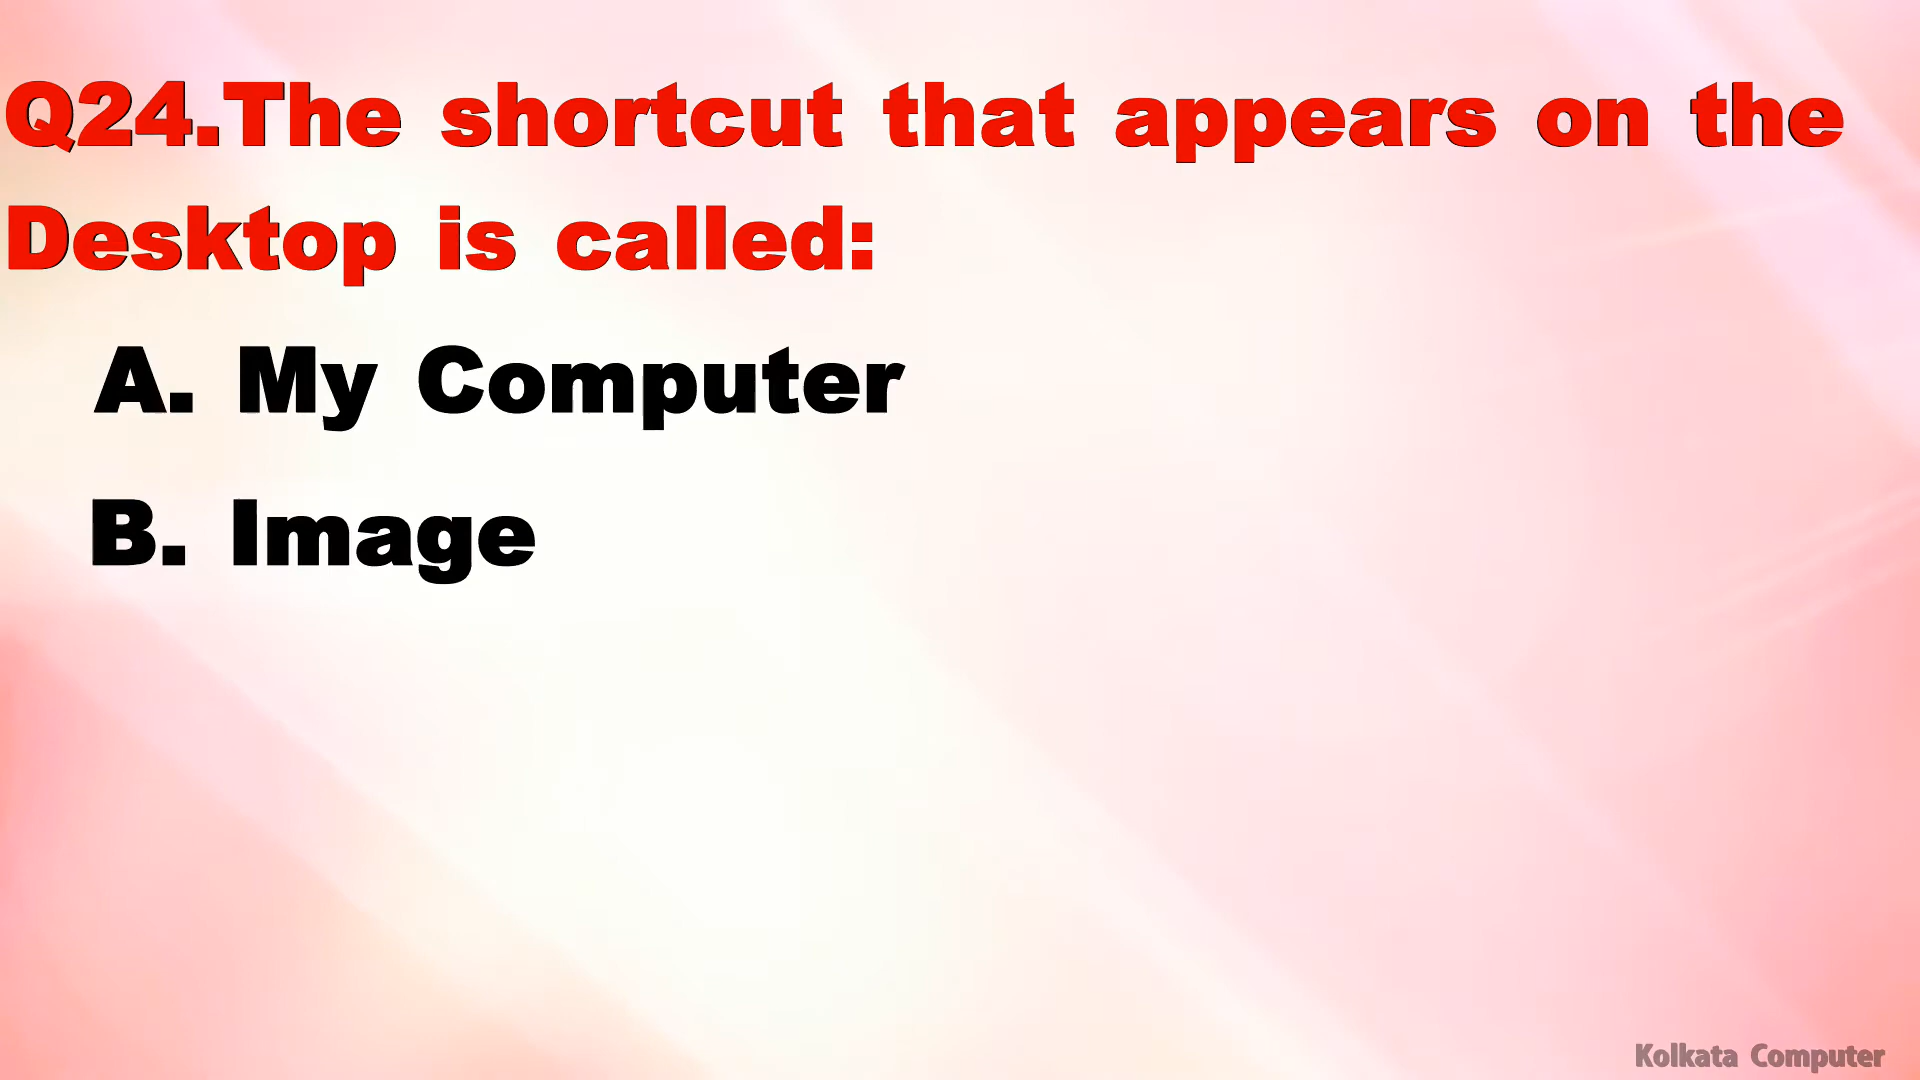 Q24.The shortcut that appears on the
Desktop is called:
A. My Computer
B. Image
Kolkata Computer